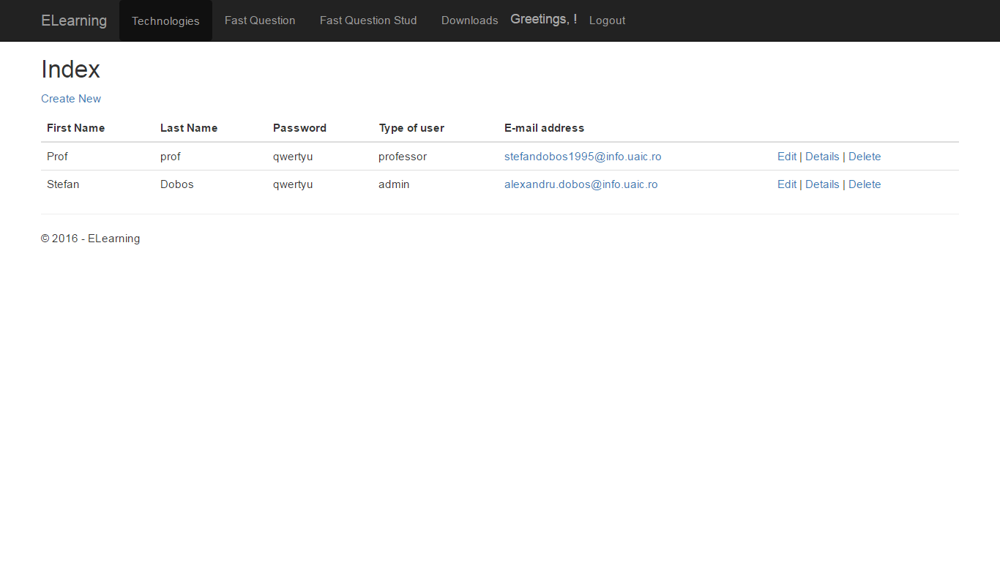 ELearning Technologies Fast Question Fast Question Stud Downloads Greetings, ! Logout
Index
Create New
First Name Last Name Password Type of user E-mail address
Prof prof qwertyu professor stefandobos1995@info.uaic.ro Edit | Details | Delete
Stefan Dobos qwertyu admin alexandru.dobos@info.uaic.ro Edit | Details | Delete
© 2016 - ELearning